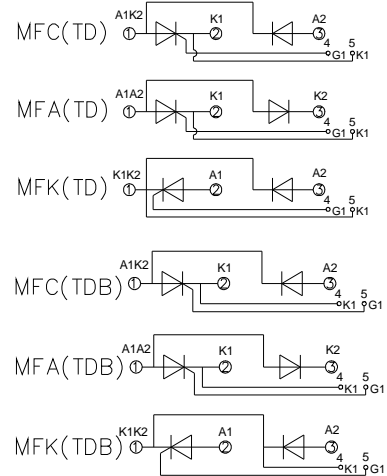 A1K2 K1 A2
MFC(TD) 1 2 3
4 5
G1 K1
A1A2 K1 K2
MFA(TD) 1 2 3
4 5
G1 K1
K1K2 A1 A2
MFK(TD) 1 2 3
4 5
G1 K1
A1K2 K1 A2
MFC(TDB) 1 2 3
4 5
K1 G1
A1A2 K1 K2
MFA(TDB) 1 2 3
4 5
K1 G1
K1K2 A1 A2
MFK(TDB) 1 2 3
4 5
K1 G1